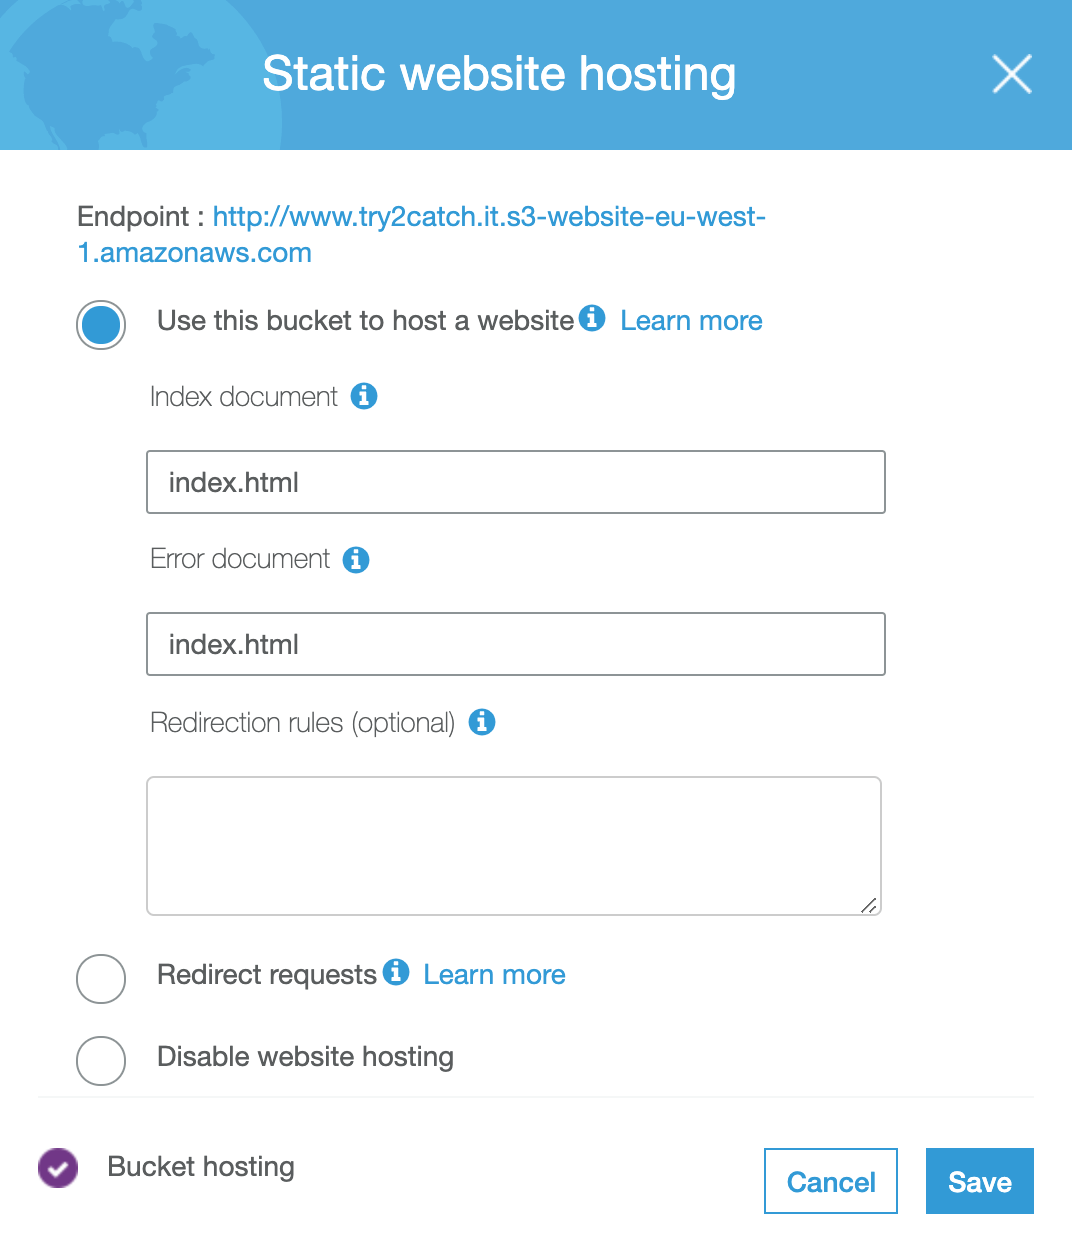 Static website hosting
Endpoint : http://www.try2catch.it.s3-website-eu-west-
1.amazonaws.com
Use this bucket to host a website Learn more
Index document
index.html
Error document
index.html
Redirection rules (optional)
Redirect requests Learn more
Disable website hosting
Bucket hosting
Cancel Save